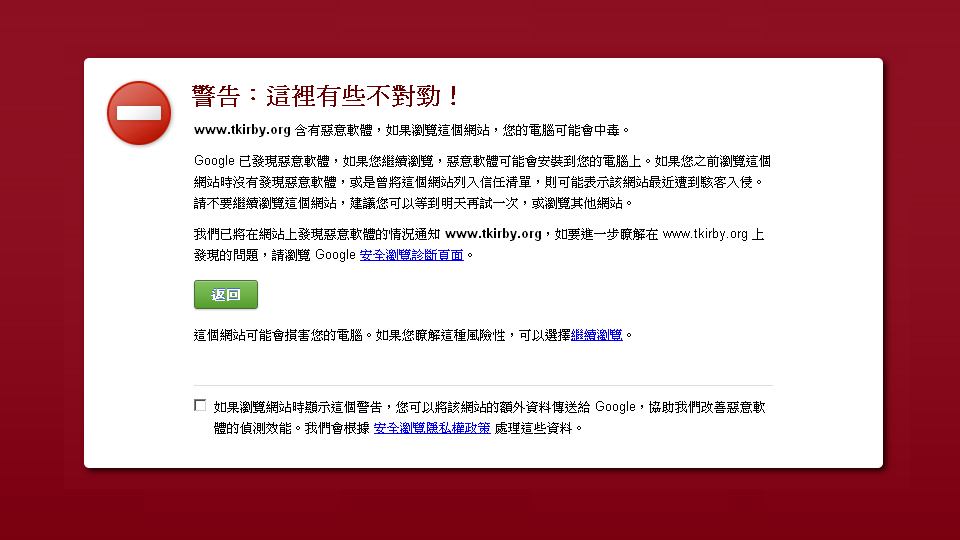 警告：這裡有些不對勁！
www.tkirby.org 含有惡意軟體，如果瀏覽這個網站，您的電腦可能會中毒。
Google 已發現惡意軟體，如果您繼續瀏覽，惡意軟體可能會安裝到您的電腦上。如果您之前瀏覽這個
網站時沒有發現惡意軟體，或是曾將這個網站列入信任清單，則可能表示該網站最近遭到駭客入侵。
請不要繼續瀏覽這個網站，建議您可以等到明天再試一次，或瀏覽其他網站。
我們已將在網站上發現惡意軟體的情況通知 www.tkirby.org，如要進一步瞭解在 www.tkirby.org 上
發現的問題，請瀏覽 Google 安全瀏覽診斷頁面。
返回
這個網站可能會損害您的電腦。如果您瞭解這種風險性，可以選擇繼續瀏覽。
如果瀏覽網站時顯示這個警告，您可以將該網站的額外資料傳送給 Google，協助我們改善惡意軟
體的偵測效能。我們會根據 安全瀏覽隱私權政策 處理這些資料。